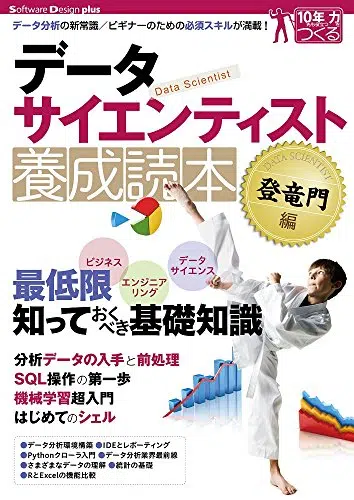 Software Design plus
データ分析の新常識／ビギナーのための必須スキルが満載！
10年 力
つくる
データ
Data Scientist
サイエンティスト
養成読本
DATA SCIENTIST
登竜門
編
ビジネス
データ
サイエンス
エンジニア
リング
最低限
知っておくべき基礎知識
分析データの入手と前処理
SQL操作の第一歩
機械学習超入門
はじめてのシェル
●データ分析環境構築 ●IDEとレポーティング
●Pythonクローラ入門 ●データ分析業界最前線
●さまざまなデータの理解 ●統計の基礎
●RとExcelの機能比較